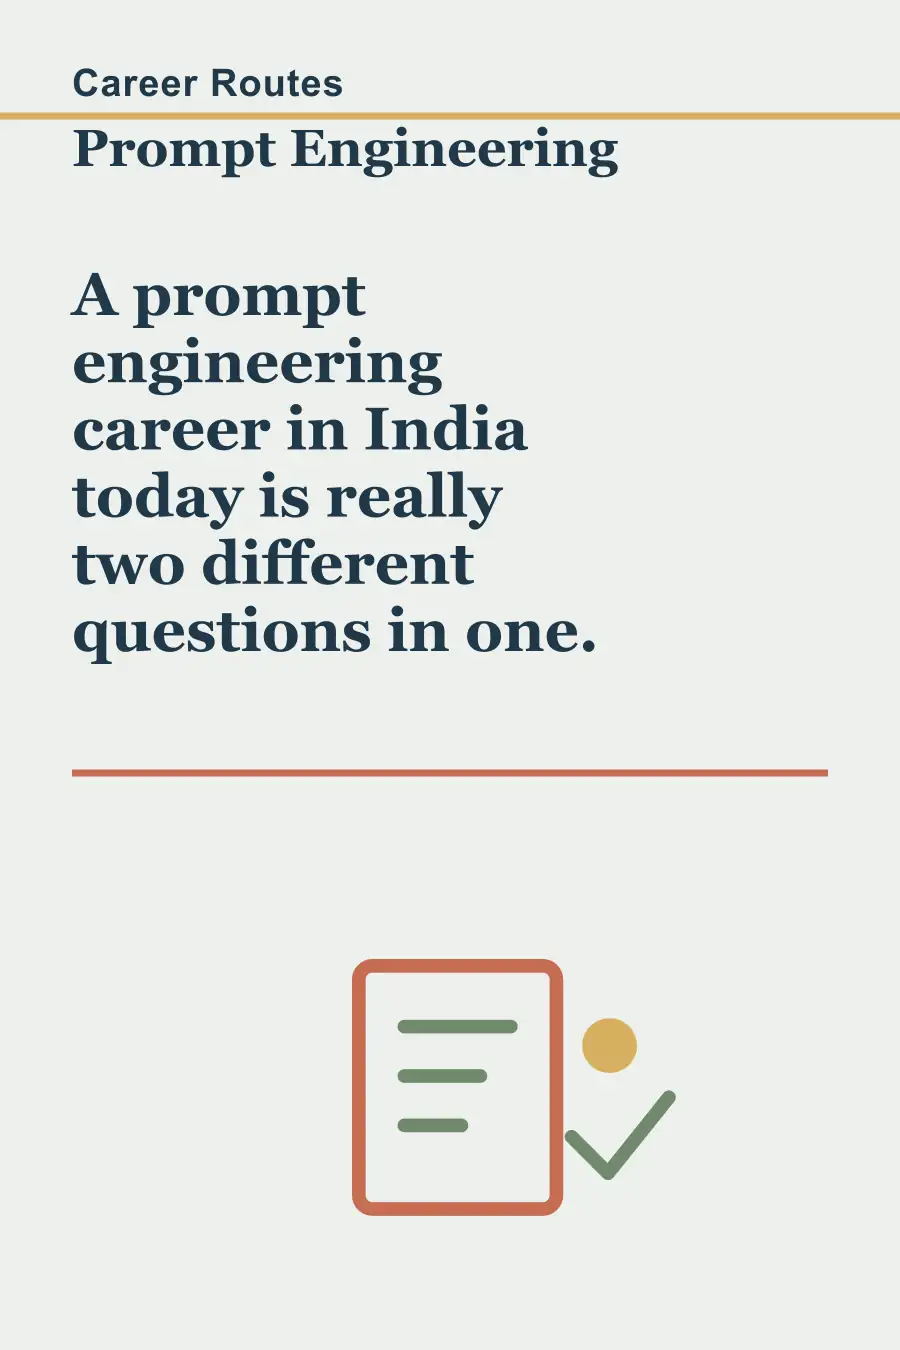 Career Routes
Prompt Engineering
A prompt
engineering
career in India
today is really
two different
questions in one.